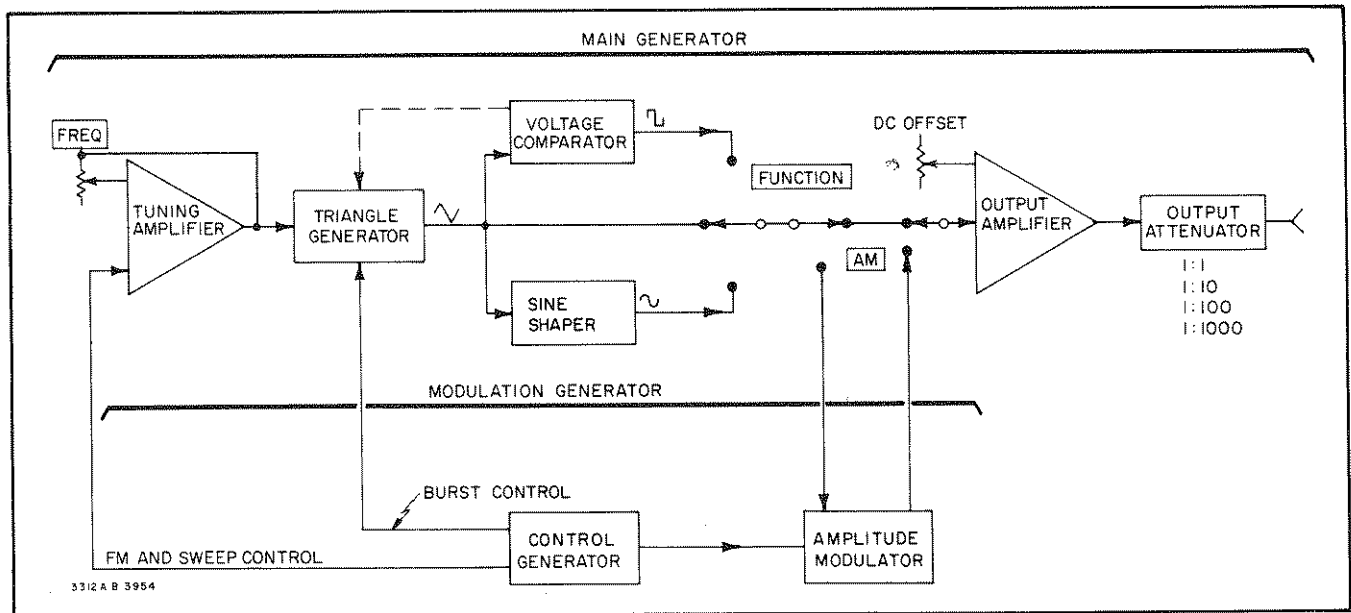 MAIN GENERATOR
FREQ
TUNING
AMPLIFIER
TRIANGLE
GENERATOR
VOLTAGE
COMPARATOR
SINE
SHAPER
FUNCTION
AM
DC OFFSET
OUTPUT
AMPLIFIER
OUTPUT
ATTENUATOR
1:1
1:10
1:100
1:1000
MODULATION GENERATOR
BURST CONTROL
FM AND SWEEP CONTROL
CONTROL
GENERATOR
AMPLITUDE
MODULATOR
3312A B 3954